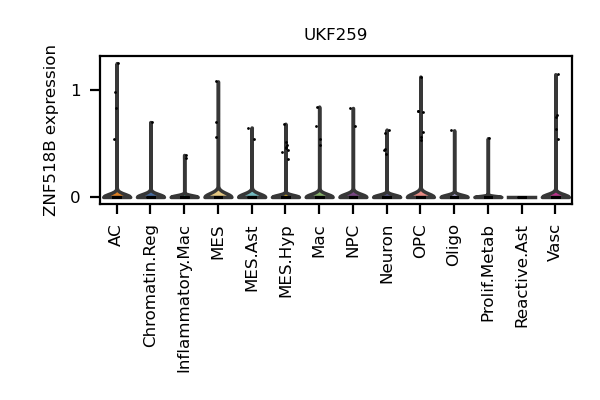 UKF259
ZNF518B expression
1
0
AC
Chromatin.Reg
Inflammatory.Mac
MES
MES.Ast
MES.Hyp
Mac
NPC
Neuron
OPC
Oligo
Prolif.Metab
Reactive.Ast
Vasc